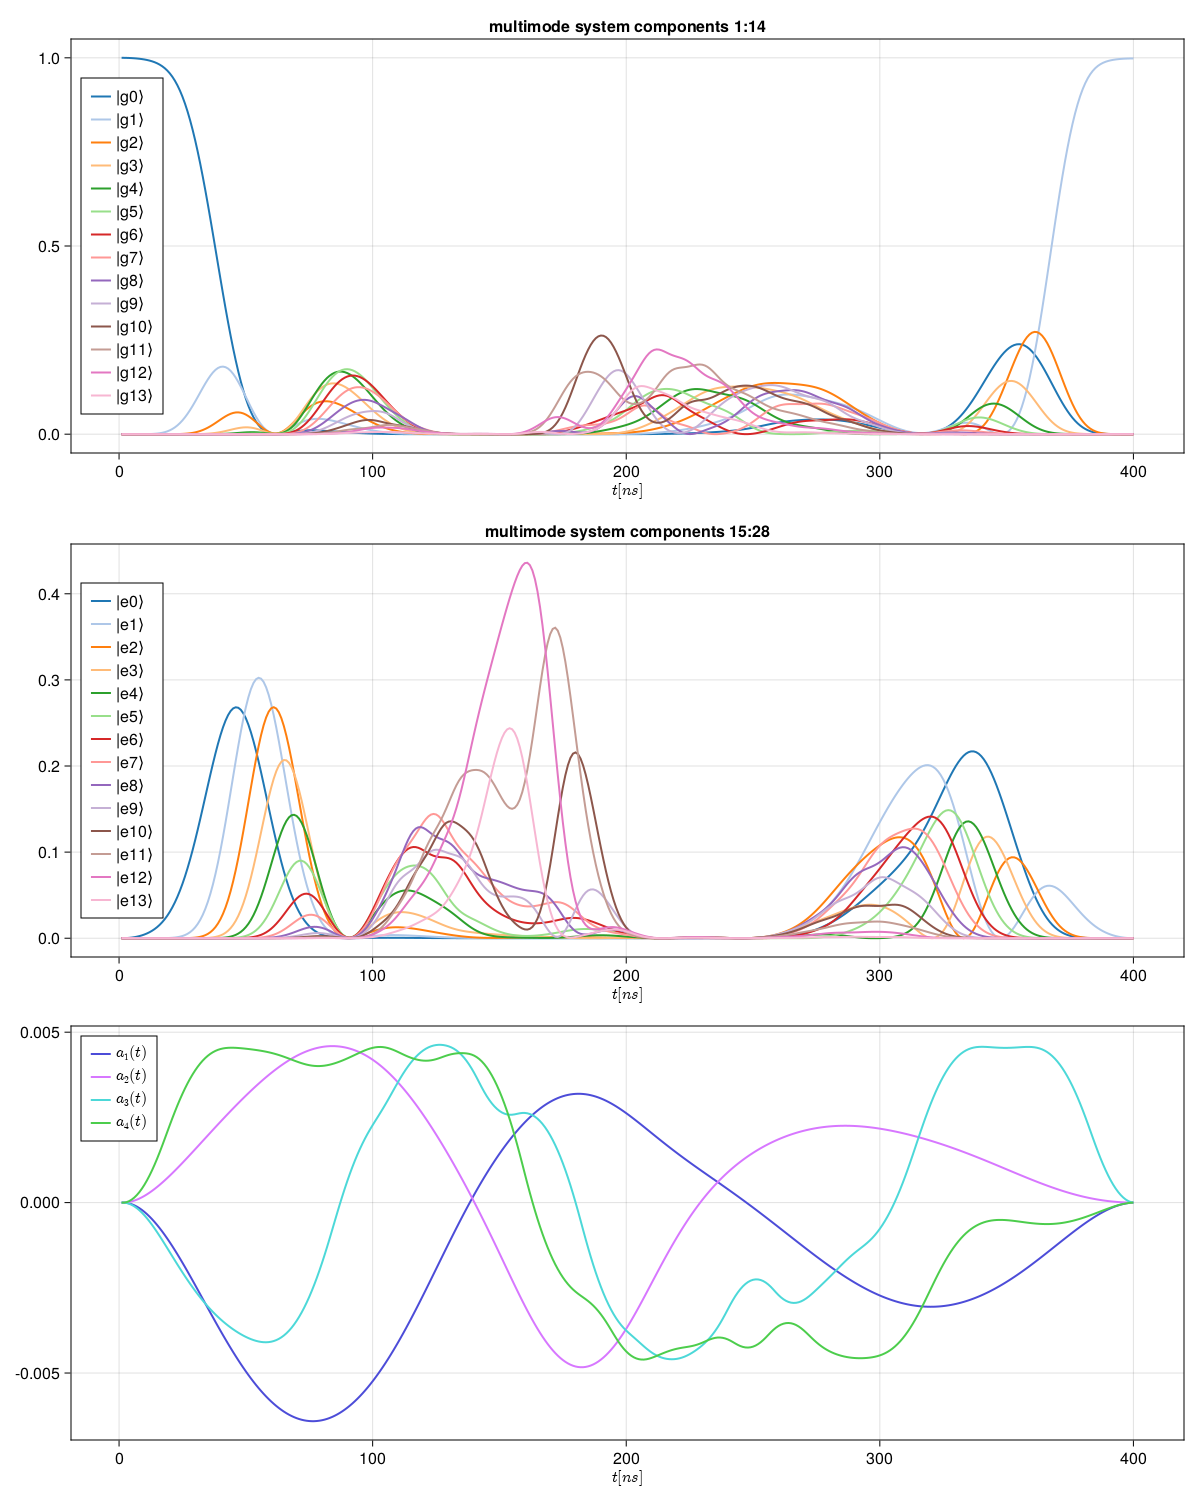 multimode system components 1:14
1.0
0.5
0.0
|g0⟩
|g1⟩
|g2⟩
|g3⟩
|g4⟩
|g5⟩
|g6⟩
|g7⟩
|g8⟩
|g9⟩
|g10⟩
|g11⟩
|g12⟩
|g13⟩
0 100 200 300 400
t[ns]
multimode system components 15:28
0.4
0.3
0.2
0.1
0.0
|e0⟩
|e1⟩
|e2⟩
|e3⟩
|e4⟩
|e5⟩
|e6⟩
|e7⟩
|e8⟩
|e9⟩
|e10⟩
|e11⟩
|e12⟩
|e13⟩
0 100 200 300 400
t[ns]
0.005
0.000
-0.005
a₁(t)
a₂(t)
a₃(t)
a₄(t)
0 100 200 300 400
t[ns]